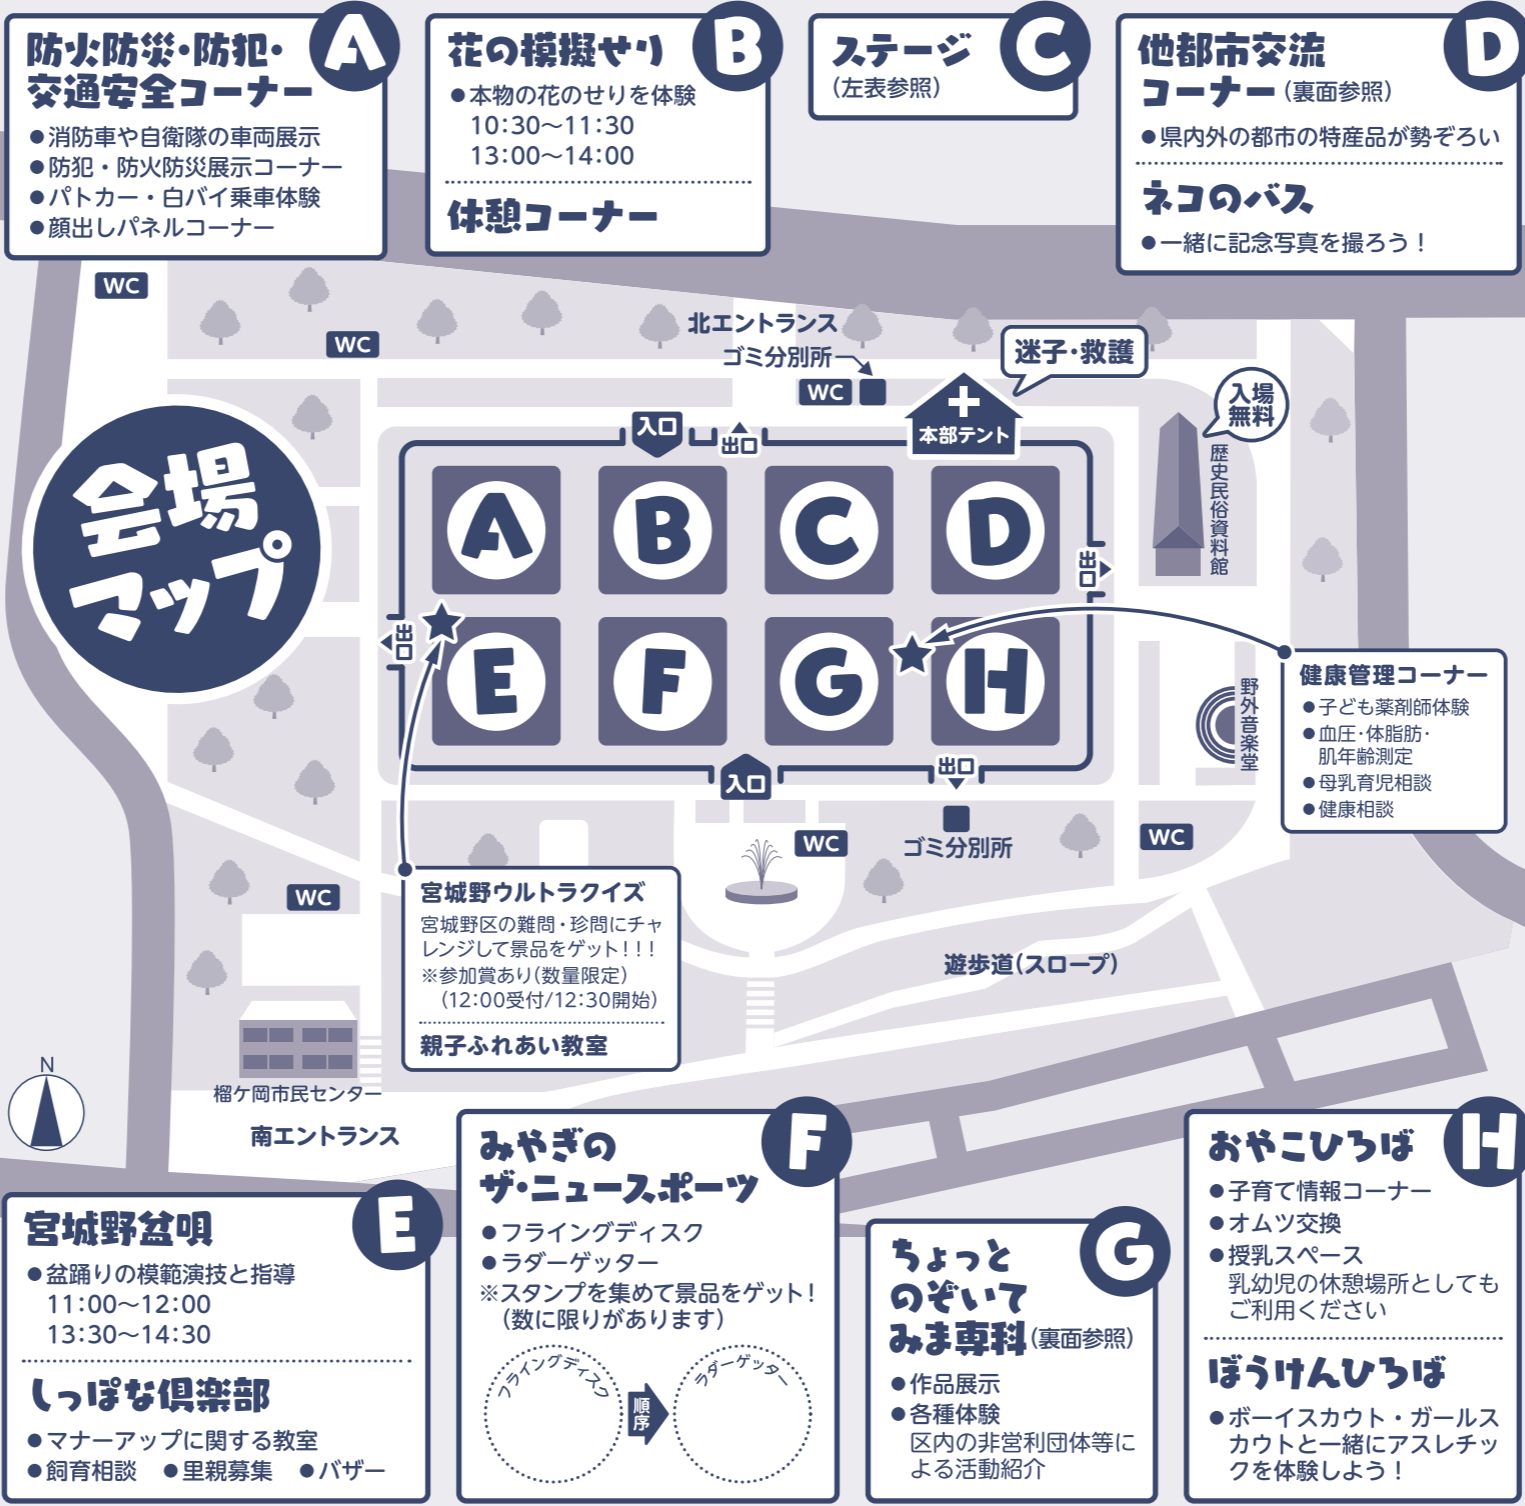 防火防災・防犯・
交通安全コーナー
A
●消防車や自衛隊の車両展示
●防犯・防火防災展示コーナー
●パトカー・白バイ乗車体験
●顔出しパネルコーナー
花の模擬せり
B
●本物の花のせりを体験
10:30～11:30
13:00～14:00
休憩コーナー
ステージ
(左表参照)
C
他都市交流
コーナー(裏面参照)
D
●県内外の都市の特産品が勢ぞろい
ネコのバス
●一緒に記念写真を撮ろう！
WC
WC
北エントランス
ゴミ分別所
WC
迷子・救護
本部テント
入場
無料
歴史民俗資料館
会場
マップ
入口
出口
A
B
C
D
出口
出口
E
F
G
H
入口
出口
野外音楽堂
健康管理コーナー
●子ども薬剤師体験
●血圧・体脂肪・
肌年齢測定
●母乳育児相談
●健康相談
WC
ゴミ分別所
WC
WC
宮城野ウルトラクイズ
宮城野区の難問・珍問にチャ
レンジして景品をゲット！！！
※参加賞あり(数量限定)
(12:00受付/12:30開始)
親子ふれあい教室
遊歩道(スロープ)
N
榴ケ岡市民センター
南エントランス
宮城野盆唄
E
●盆踊りの模範演技と指導
11:00～12:00
13:30～14:30
しっぽな倶楽部
●マナーアップに関する教室
●飼育相談 ●里親募集 ●バザー
みやぎの
ザ・ニュースポーツ
F
●フライングディスク
●ラダーゲッター
※スタンプを集めて景品をゲット！
(数に限りがあります)
フライングディスク
順序
ラダーゲッター
ちょっと
のぞいて
みま専科(裏面参照)
G
●作品展示
●各種体験
区内の非営利団体等に
よる活動紹介
おやこひろば
H
●子育て情報コーナー
●オムツ交換
●授乳スペース
乳幼児の休憩場所としても
ご利用ください
ぼうけんひろば
●ボーイスカウト・ガールス
カウトと一緒にアスレチッ
クを体験しよう！